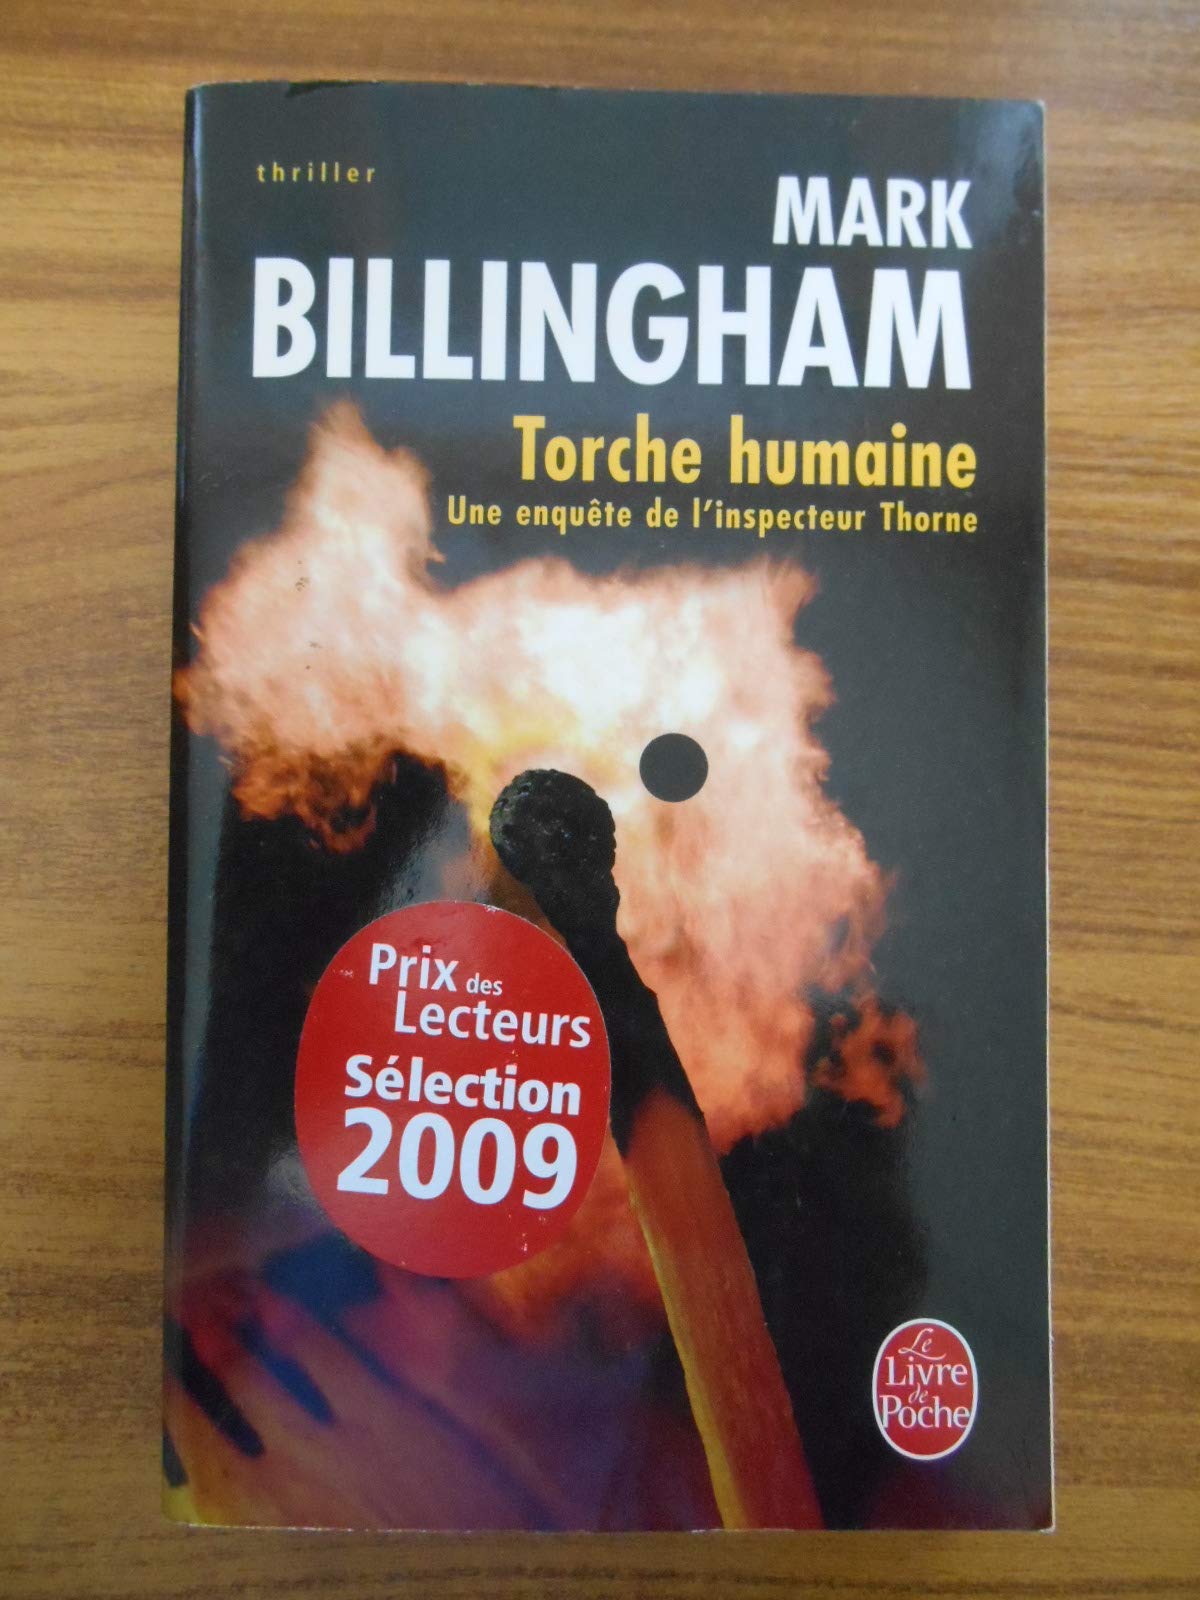 thriller
MARK
BILLINGHAM
Torche humaine
Une enquête de l'inspecteur Thorne
Prix des
Lecteurs
Sélection
2009
Le
Livre
de
Poche